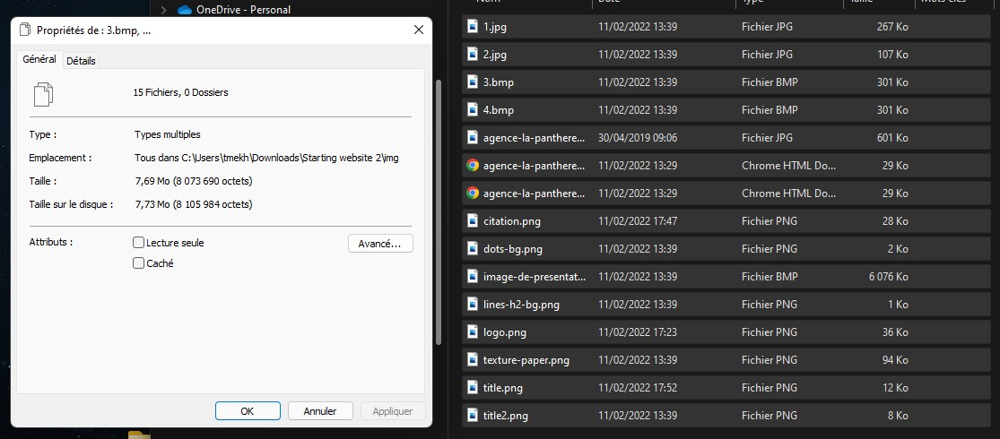 OneDrive - Personal
Propriétés de : 3.bmp, ...
Général
Détails
15 Fichiers, 0 Dossiers
Type :
Types multiples
Emplacement :
Tous dans C:\Users\tmekh\Downloads\Starting website 2\img
Taille :
7,69 Mo (8 073 690 octets)
Taille sur le disque :
7,73 Mo (8 105 984 octets)
Attributs :
Lecture seule
Avancé...
Caché
OK
Annuler
Appliquer
Nom Date Type Taille Mots clés
1.jpg 11/02/2022 13:39 Fichier JPG 267 Ko
2.jpg 11/02/2022 13:39 Fichier JPG 107 Ko
3.bmp 11/02/2022 13:39 Fichier BMP 301 Ko
4.bmp 11/02/2022 13:39 Fichier BMP 301 Ko
agence-la-panthere... 30/04/2019 09:06 Fichier JPG 601 Ko
agence-la-panthere... 11/02/2022 13:29 Chrome HTML Do... 29 Ko
agence-la-panthere... 11/02/2022 13:29 Chrome HTML Do... 29 Ko
citation.png 11/02/2022 17:47 Fichier PNG 28 Ko
dots-bg.png 11/02/2022 13:39 Fichier PNG 2 Ko
image-de-presentat... 11/02/2022 13:39 Fichier BMP 6 076 Ko
lines-h2-bg.png 11/02/2022 13:39 Fichier PNG 1 Ko
logo.png 11/02/2022 17:23 Fichier PNG 36 Ko
texture-paper.png 11/02/2022 13:39 Fichier PNG 94 Ko
title.png 11/02/2022 17:52 Fichier PNG 12 Ko
title2.png 11/02/2022 13:39 Fichier PNG 8 Ko